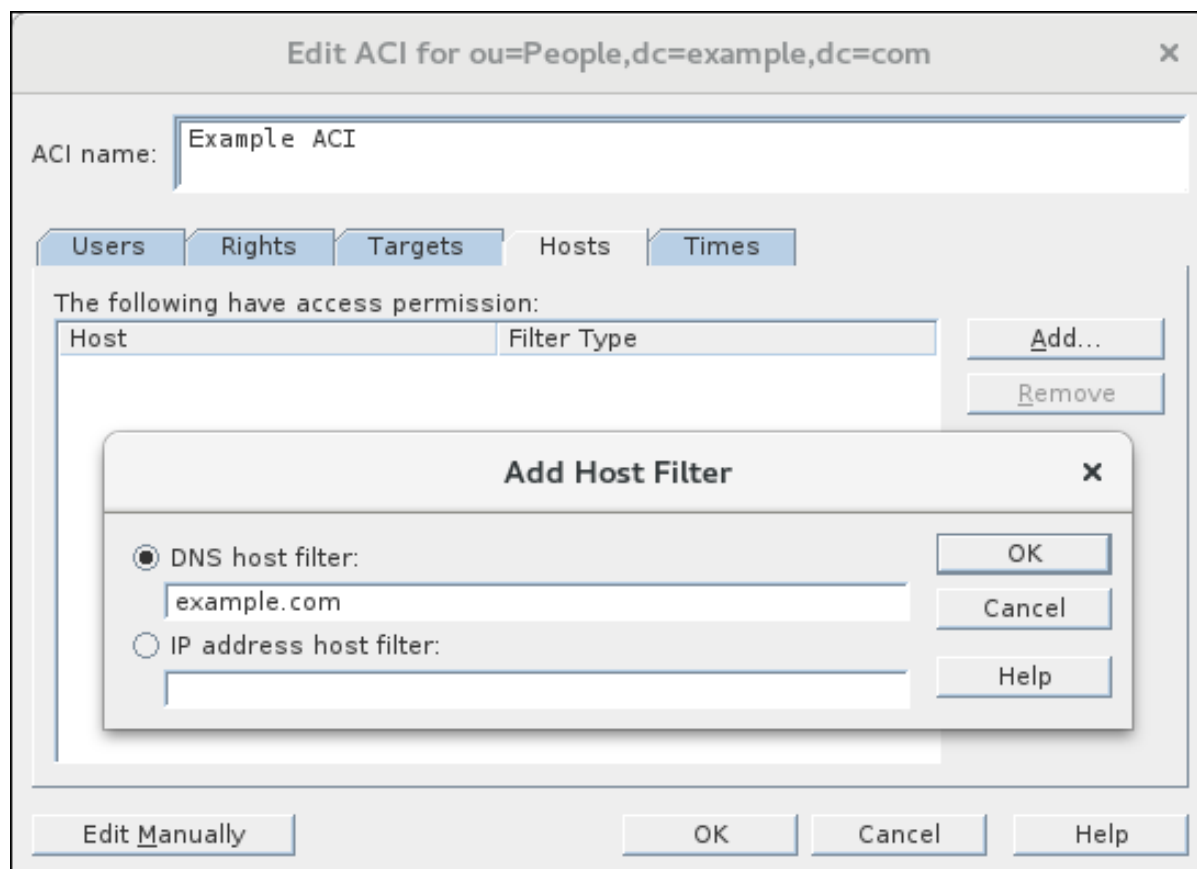 Edit ACI for ou=People,dc=example,dc=com
ACI name: Example ACI
Users Rights Targets Hosts Times
The following have access permission:
Host Filter Type
Add...
Remove
Add Host Filter
DNS host filter:
example.com
IP address host filter:
OK
Cancel
Help
Edit Manually OK Cancel Help